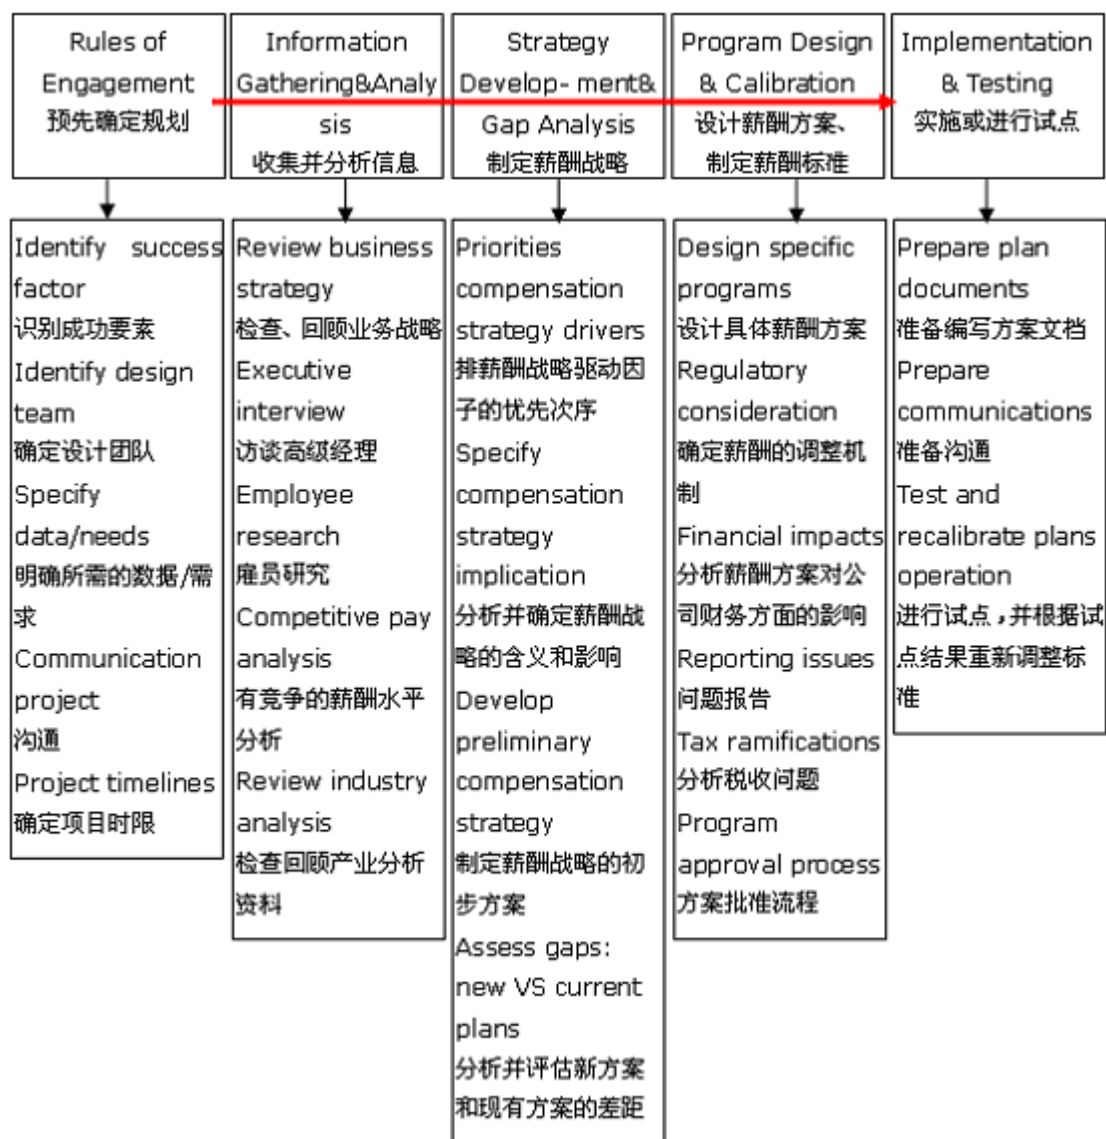 Rules of
Engagement
预先确定规划
Information
Gathering&Analy
sis
收集并分析信息
Strategy
Develop- ment&
Gap Analysis
制定薪酬战略
Program Design
& Calibration
设计薪酬方案、
制定薪酬标准
Implementation
& Testing
实施或进行试点
Identify success
factor
识别成功要素
Identify design
team
确定设计团队
Specify
data/needs
明确所需的数据/需
求
Communication
project
沟通
Project timelines
确定项目时限
Review business
strategy
检查、回顾业务战略
Executive
interview
访谈高级经理
Employee
research
雇员研究
Competitive pay
analysis
有竞争的薪酬水平
分析
Review industry
analysis
检查回顾产业分析
资料
Priorities
compensation
strategy drivers
排薪酬战略驱动因
子的优先次序
Specify
compensation
strategy
implication
分析并确定薪酬战
略的含义和影响
Develop
preliminary
compensation
strategy
制定薪酬战略的初
步方案
Assess gaps:
new VS current
plans
分析并评估新方案
和现有方案的差距
Design specific
programs
设计具体薪酬方案
Regulatory
consideration
确定薪酬的调整机
制
Financial impacts
分析薪酬方案对公
司财务方面的影响
Reporting issues
问题报告
Tax ramifications
分析税收问题
Program
approval process
方案批准流程
Prepare plan
documents
准备编写方案文档
Prepare
communications
准备沟通
Test and
recalibrate plans
operation
进行试点,并根据试
点结果重新调整标
准